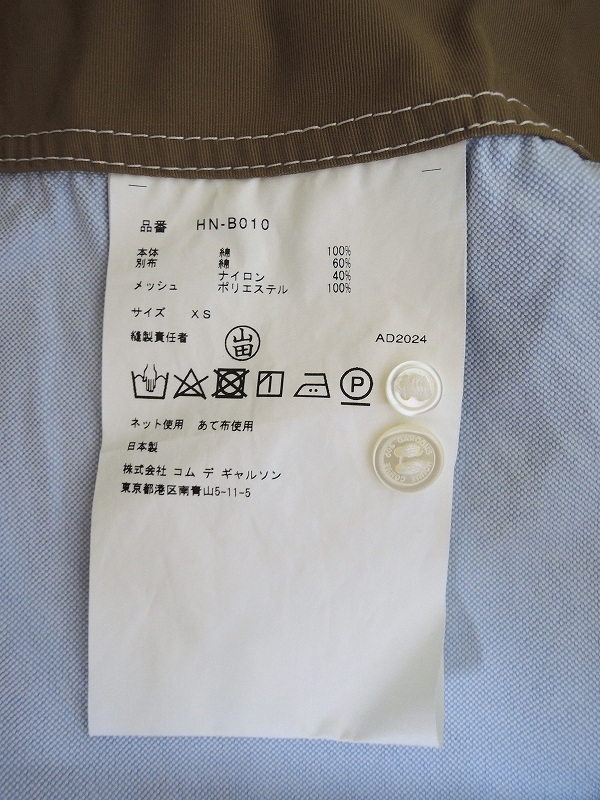 品番 HN-B010
本体 綿 100%
別布 綿 60%
ナイロン 40%
メッシュ ポリエステル 100%
サイズ XS
縫製責任者 山田 AD2024
P
ネット使用 あて布使用
日本製
株式会社 コム デ ギャルソン
東京都港区南青山5-11-5